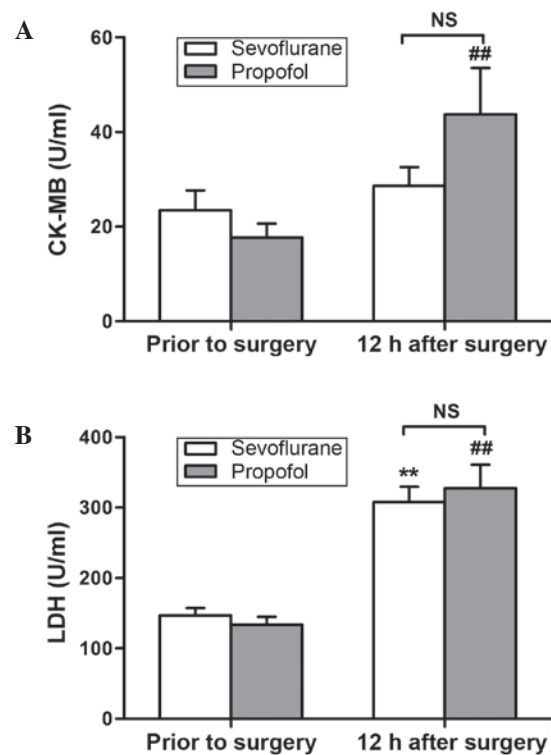 A
CK-MB (U/ml)
60
40
20
0
Sevoflurane
Propofol
NS
##
Prior to surgery
12 h after surgery
B
LDH (U/ml)
400
300
200
100
0
Sevoflurane
Propofol
NS
**
##
Prior to surgery
12 h after surgery